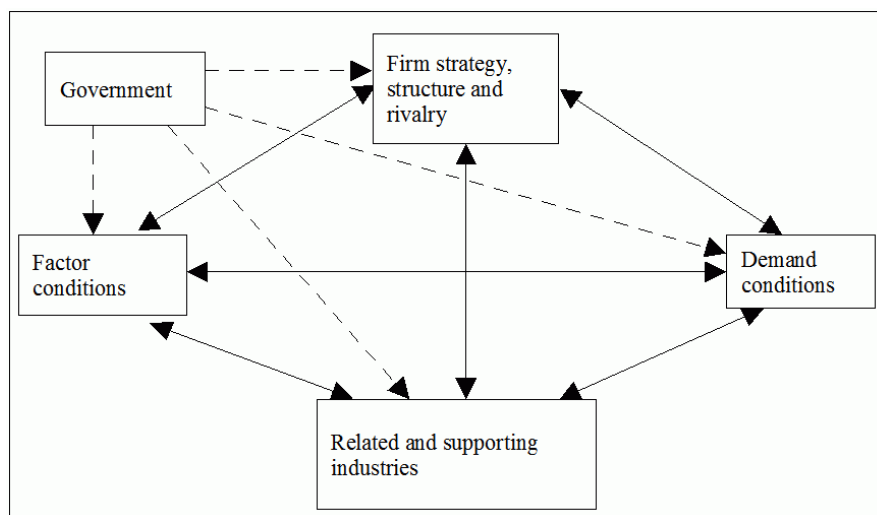 Government
Firm strategy,
structure and
rivalry
Factor
conditions
Demand
conditions
Related and supporting
industries